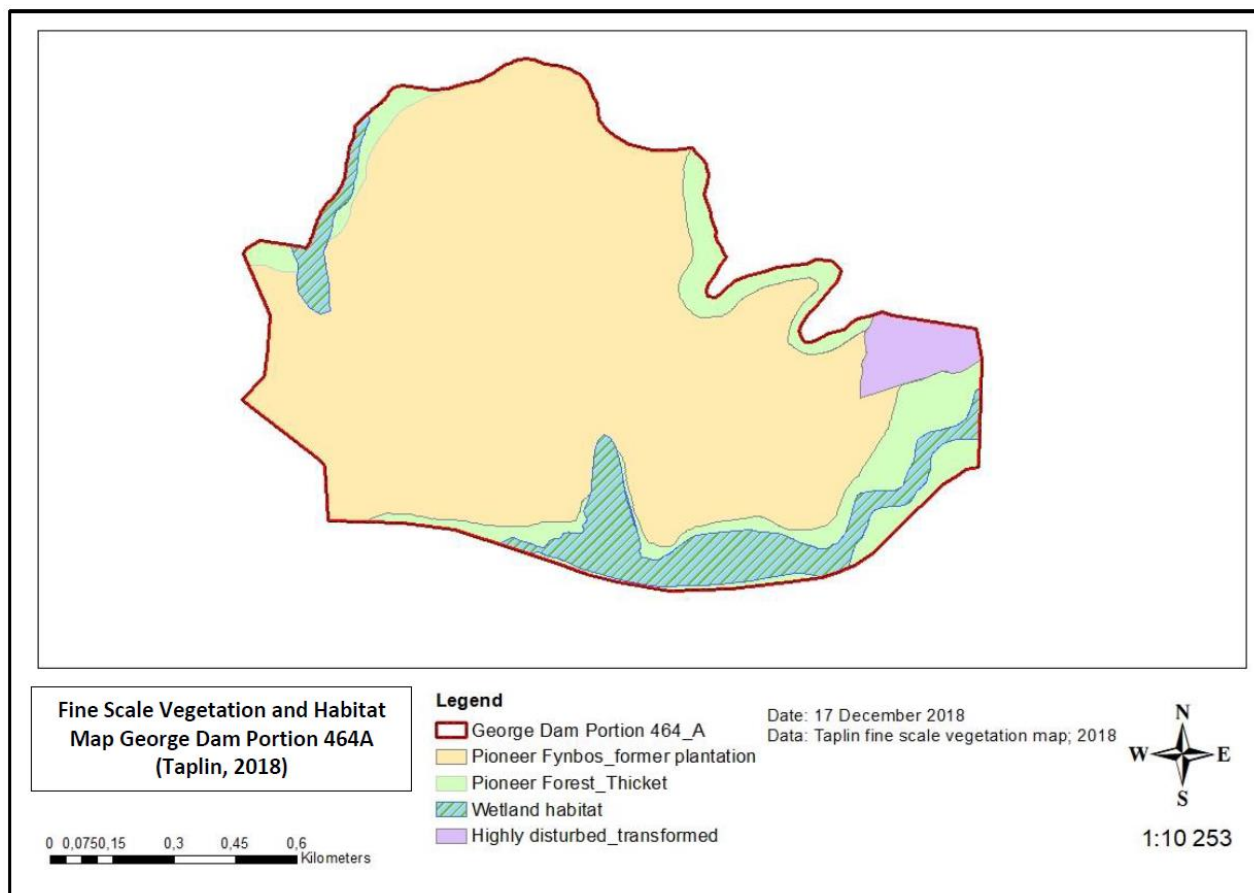 Fine Scale Vegetation and Habitat
Map George Dam Portion 464A
(Taplin, 2018)
0 0,0750,15 0,3 0,45 0,6
Kilometers
Legend
George Dam Portion 464_A
Pioneer Fynbos_former plantation
Pioneer Forest_Thicket
Wetland habitat
Highly disturbed_transformed
Date: 17 December 2018
Data: Taplin fine scale vegetation map; 2018
N
W E
S
1:10 253